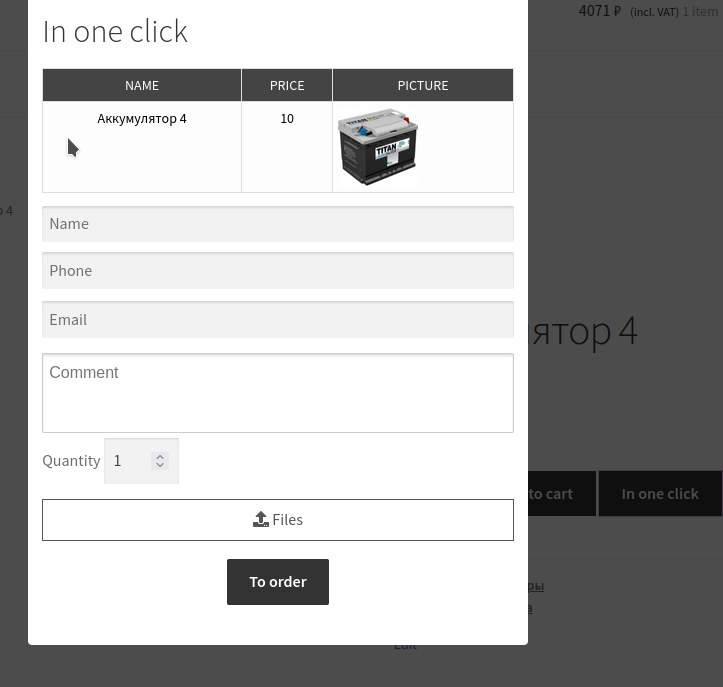 4071 ₽ (incl. VAT) 1 item
In one click
NAME PRICE PICTURE
Аккумулятор 4 10
TITAN
р 4
Name
Phone
Email
ятор 4
Comment
Quantity 1
to cart In one click
Files
To order
ры
а
Edit